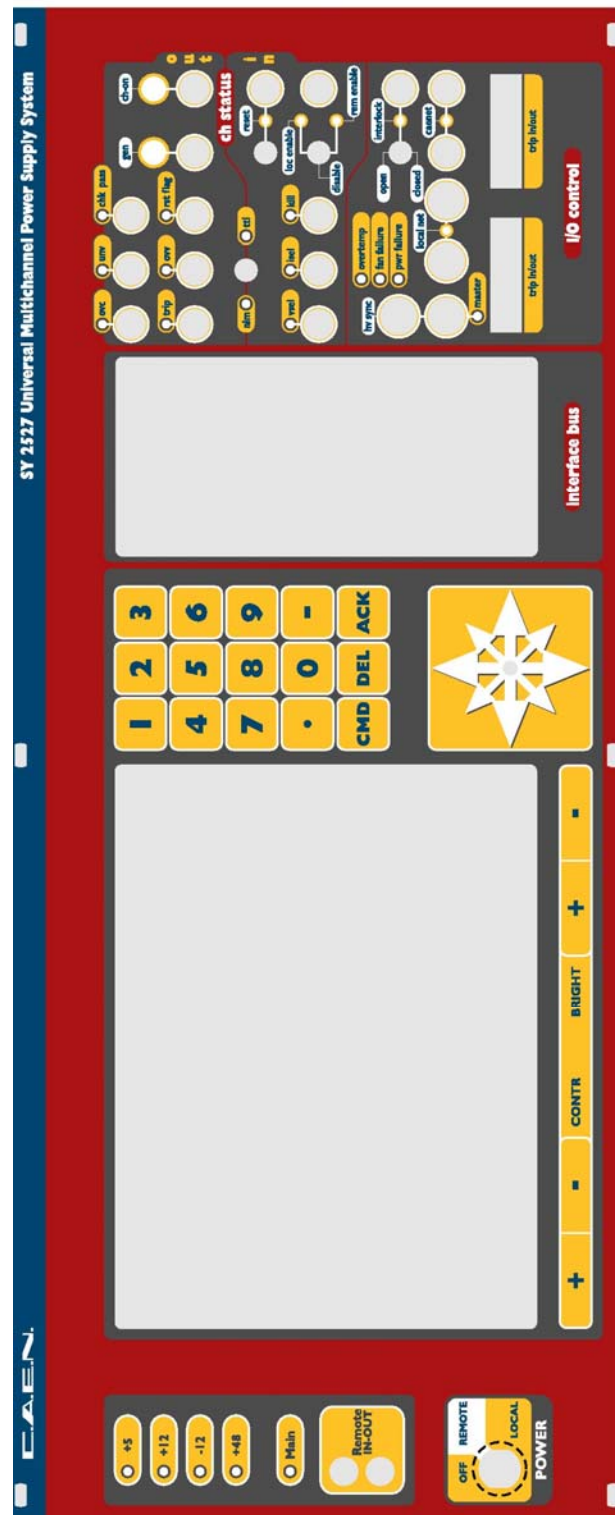 C.A.E.N.
SY 2527 Universal Multichannel Power Supply System
+5
+12
-12
+48
Main
Remote
IN-OUT
OFF
REMOTE
LOCAL
POWER
+
-
CONTR
BRIGHT
+
-
1 2 3
4 5 6
7 8 9
. 0 -
CMD DEL ACK
Interface bus
ovc
unv
chk pass
gen
ch-on
trip
ovv
ret flag
out
ch status
in
nim
ttl
reset
loc enable
disable
rem enable
vsel
isel
kill
overtemp
fan failure
pwr failure
interlock
open
closed
hv sync
master
local net
caenet
trip in/out
trip in/out
I/O control